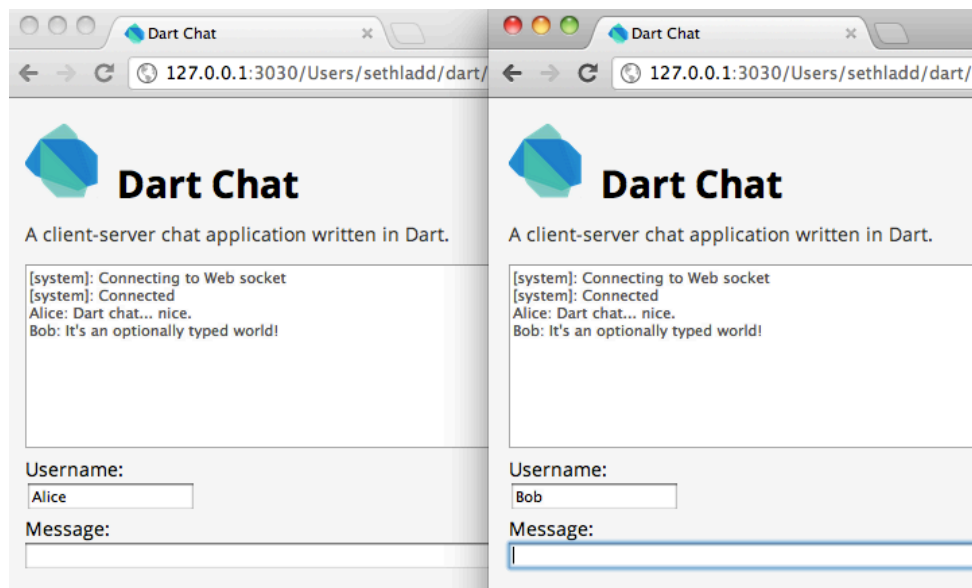 Dart Chat
127.0.0.1:3030/Users/sethladd/dart/
Dart Chat
A client-server chat application written in Dart.
[system]: Connecting to Web socket
[system]: Connected
Alice: Dart chat... nice.
Bob: It's an optionally typed world!
Username:
Alice
Message:
Dart Chat
127.0.0.1:3030/Users/sethladd/dart/
Dart Chat
A client-server chat application written in Dart.
[system]: Connecting to Web socket
[system]: Connected
Alice: Dart chat... nice.
Bob: It's an optionally typed world!
Username:
Bob
Message: